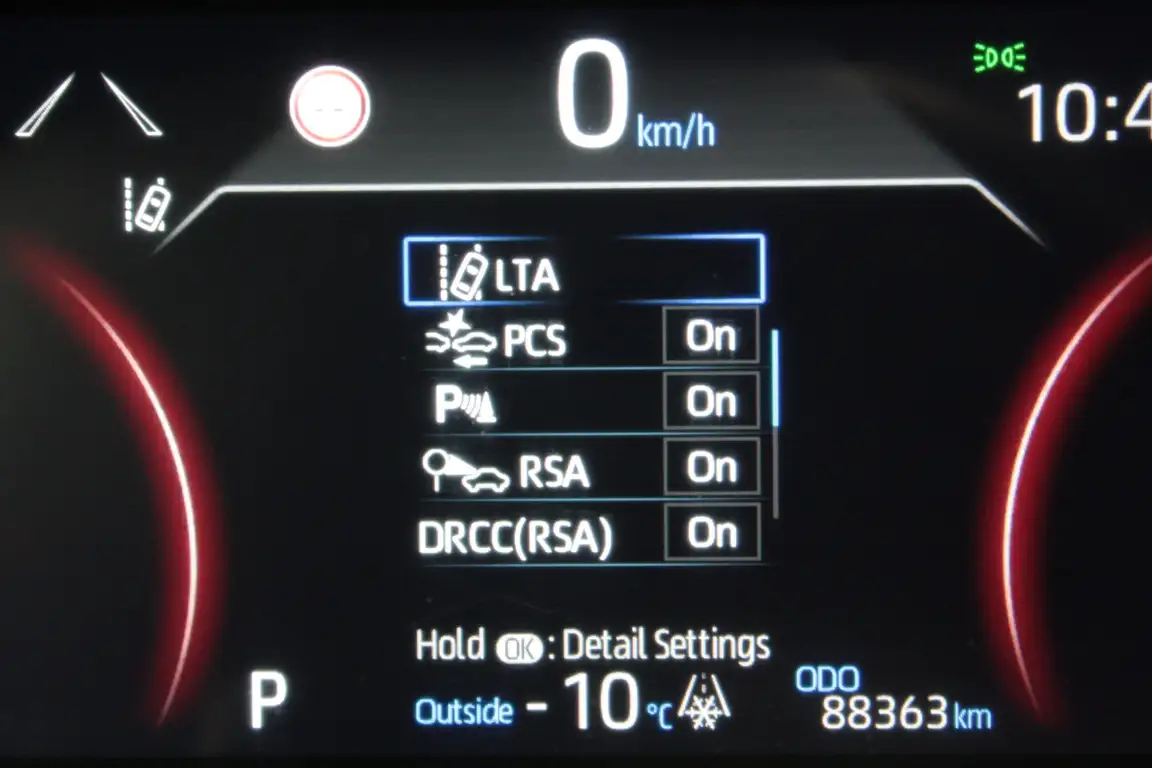 0 km/h
10:4
LTA
PCS On
P On
RSA On
DRCC(RSA) On
Hold OK : Detail Settings
P
Outside -10 °C
ODO
88363 km